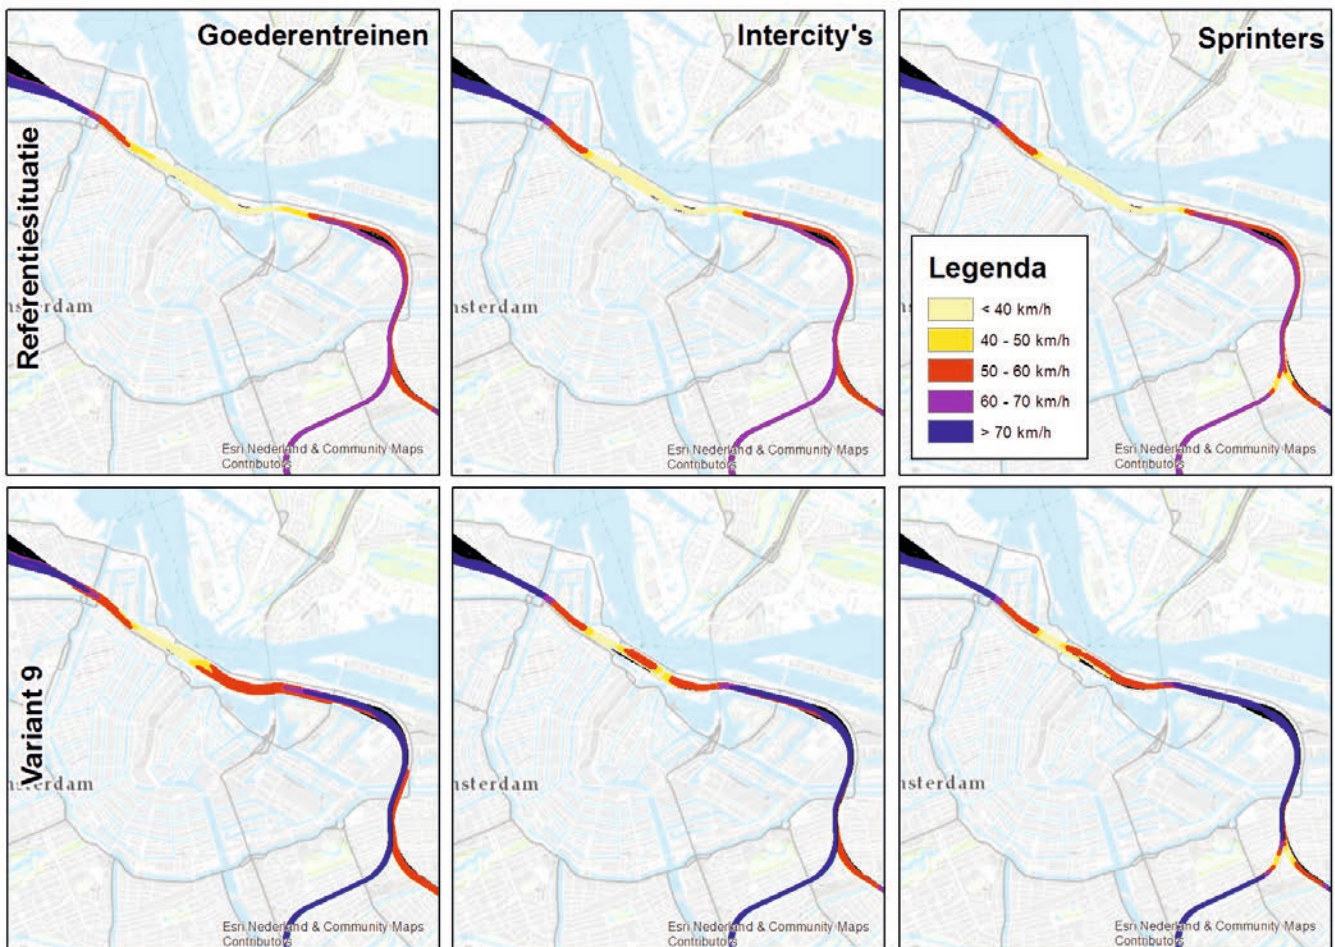 Goederentreinen
Intercity's
Sprinters
Referentiesituatie
msterdam
Esri Nederland & Community Maps
Contributors
nsterdam
Esri Nederland & Community Maps
Contributors
Legenda
< 40 km/h
40 - 50 km/h
50 - 60 km/h
60 - 70 km/h
> 70 km/h
Esri Nederland & Community Maps
Contributors
Variant 9
nsterdam
Esri Nederland & Community Maps
Contributors
nsterdam
Esri Nederland & Community Maps
Contributors
nsterdam
Esri Nederland & Community Maps
Contributors